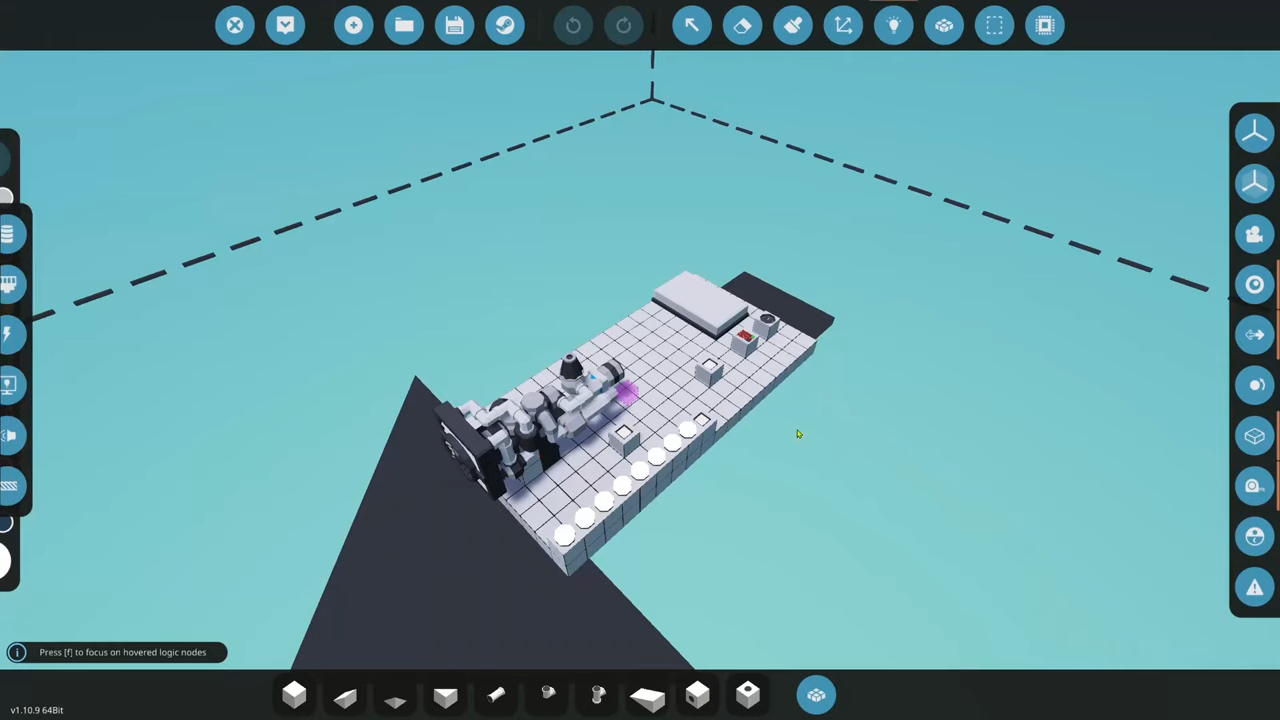 Press [f] to focus on hovered logic nodes
v1.10.9 64Bit